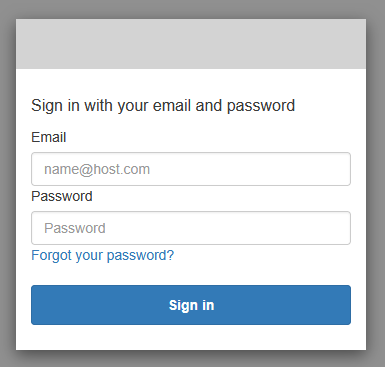 Sign in with your email and password
Email
name@host.com
Password
Password
Forgot your password?
Sign in